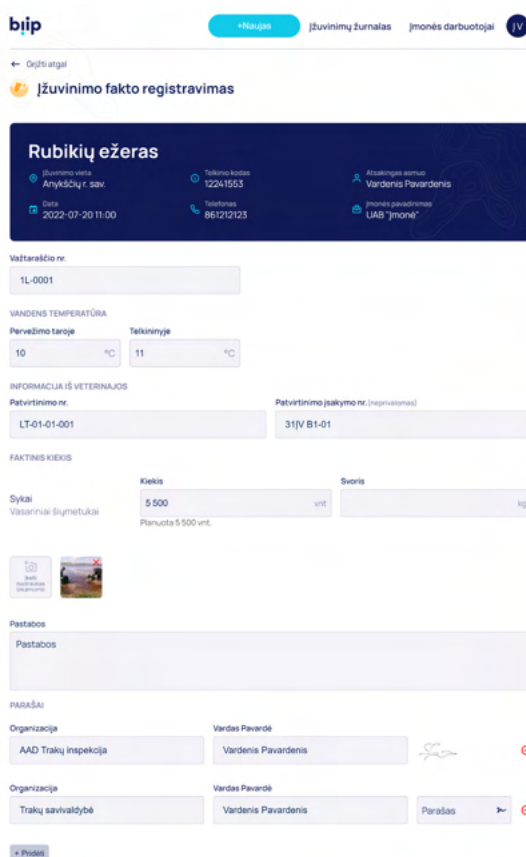 biip
+Naujas Įžuvinimų žurnalas Įmonės darbuotojai ĮV
← Grįžti atgal
Įžuvinimo fakto registravimas
Rubikių ežeras
Įžuvinimo vieta Telkinio kodas Atsakingas asmuo
Anykščių r. sav. 12241553 Vardenis Pavardenis
Data Telefonas Įmonės pavadinimas
2022-07-20 11:00 861212123 UAB "Įmonė"
Važtaraščio nr.
1L-0001
VANDENS TEMPERATŪRA
Pervežimo taroje Telkininyje
10 °C 11 °C
INFORMACIJA IŠ VETERINAJOS
Patvirtinimo nr. Patvirtinimo įsakymo nr. (neprivalomas)
LT-01-01-001 31ĮV B1-01
FAKTINIS KIEKIS
Kiekis Svoris
Sykai 5 500 vnt kg
Vasariniai šiųmetukai
Planuota 5 500 vnt.
Pastabos
Pastabos
PARAŠAI
Organizacija Vardas Pavardė
AAD Trakų inspekcija Vardenis Pavardenis
Organizacija Vardas Pavardė
Trakų savivaldybė Vardenis Pavardenis Parašas
+ Pridėti